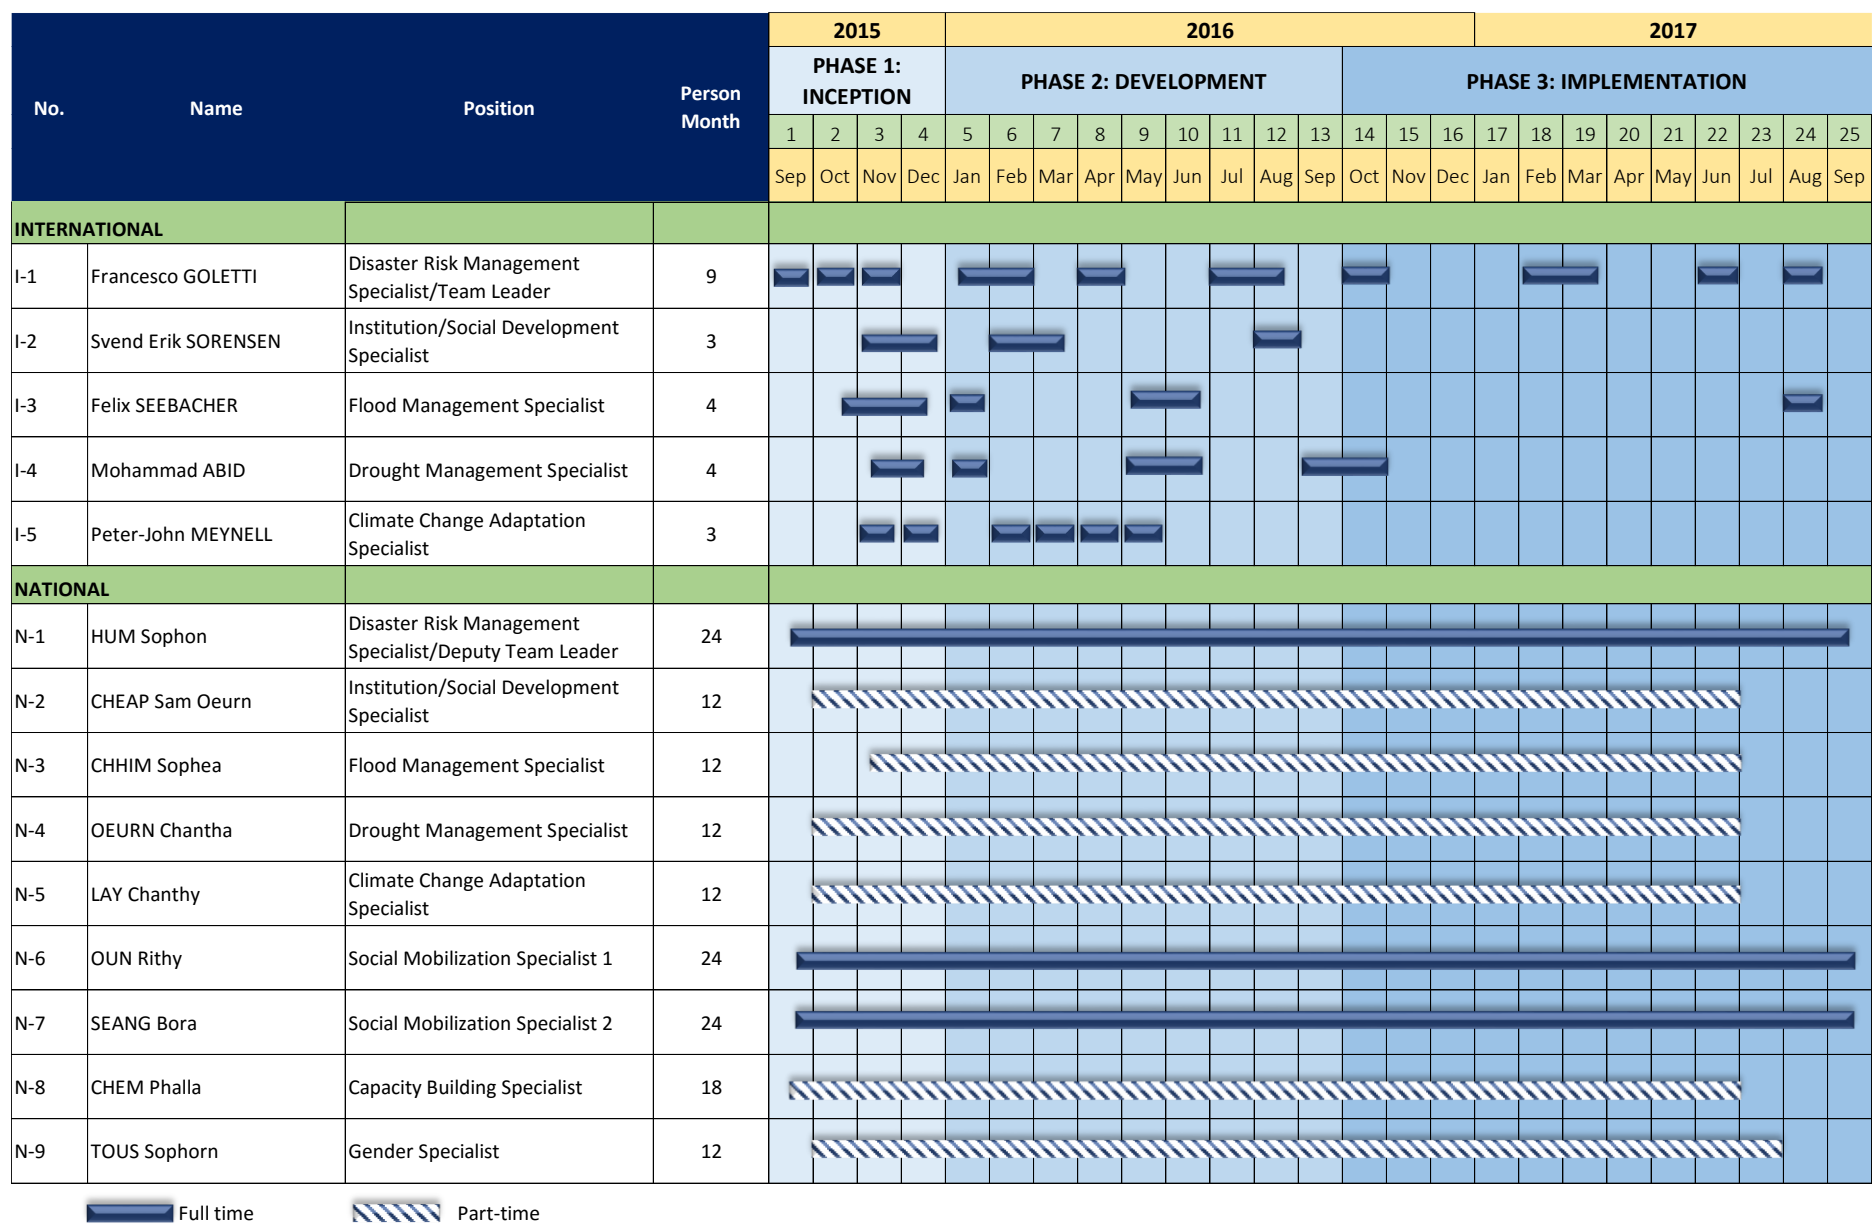 2015 2016 2017
No. Name Position Person Month PHASE 1: INCEPTION PHASE 2: DEVELOPMENT PHASE 3: IMPLEMENTATION
1 2 3 4 5 6 7 8 9 10 11 12 13 14 15 16 17 18 19 20 21 22 23 24 25
Sep Oct Nov Dec Jan Feb Mar Apr May Jun Jul Aug Sep Oct Nov Dec Jan Feb Mar Apr May Jun Jul Aug Sep
INTERNATIONAL
I-1 Francesco GOLETTI Disaster Risk Management Specialist/Team Leader 9
I-2 Svend Erik SORENSEN Institution/Social Development Specialist 3
I-3 Felix SEEBACHER Flood Management Specialist 4
I-4 Mohammad ABID Drought Management Specialist 4
I-5 Peter-John MEYNELL Climate Change Adaptation Specialist 3
NATIONAL
N-1 HUM Sophon Disaster Risk Management Specialist/Deputy Team Leader 24
N-2 CHEAP Sam Oeurn Institution/Social Development Specialist 12
N-3 CHHIM Sophea Flood Management Specialist 12
N-4 OEURN Chantha Drought Management Specialist 12
N-5 LAY Chanthy Climate Change Adaptation Specialist 12
N-6 OUN Rithy Social Mobilization Specialist 1 24
N-7 SEANG Bora Social Mobilization Specialist 2 24
N-8 CHEM Phalla Capacity Building Specialist 18
N-9 TOUS Sophorn Gender Specialist 12
Full time Part-time